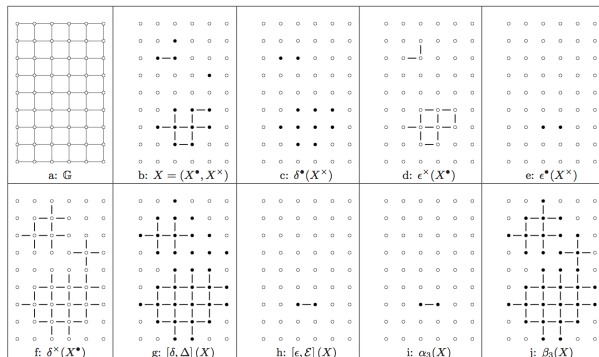 a: 𝔾
b: X = (X•, X×)
c: δ•(X×)
d: ϵ×(X•)
e: ϵ•(X×)
f: δ×(X•)
g: [δ, Δ](X)
h: [ϵ, ℰ](X)
i: α₃(X)
j: β₃(X)